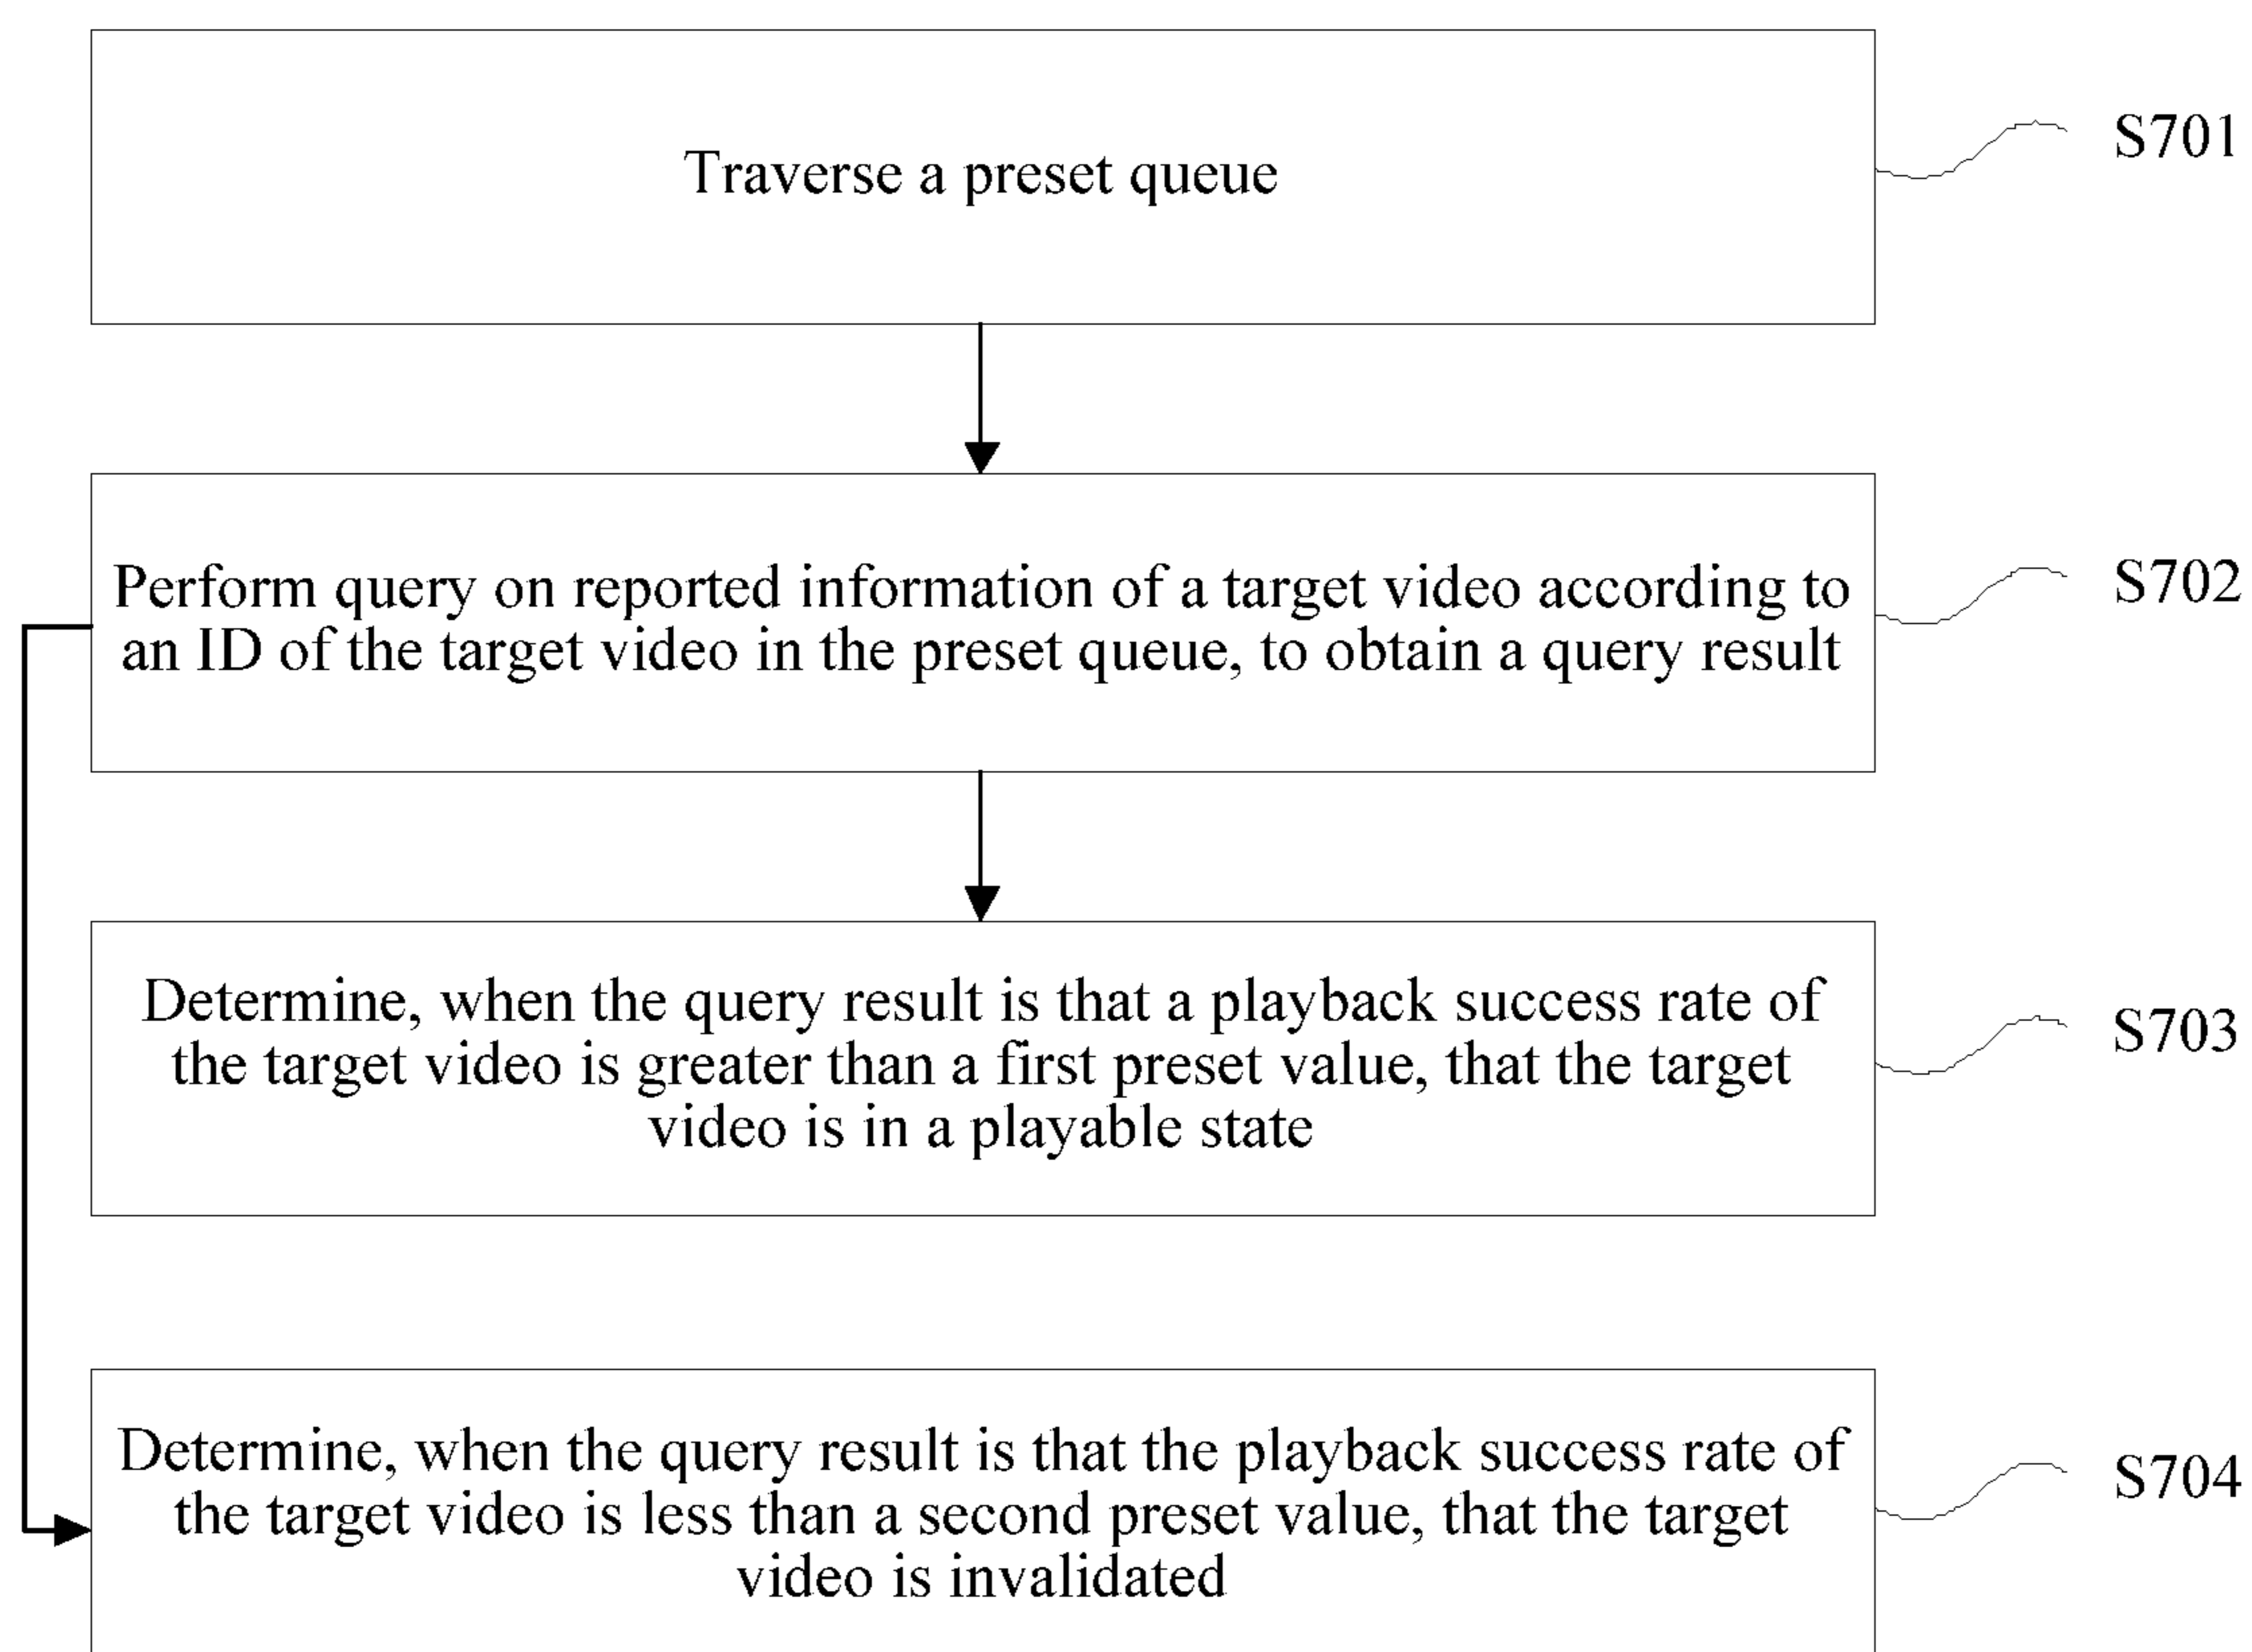 Traverse a preset queue
S701
Perform query on reported information of a target video according to
an ID of the target video in the preset queue, to obtain a query result
S702
Determine, when the query result is that a playback success rate of
the target video is greater than a first preset value, that the target
video is in a playable state
S703
Determine, when the query result is that the playback success rate of
the target video is less than a second preset value, that the target
video is invalidated
S704